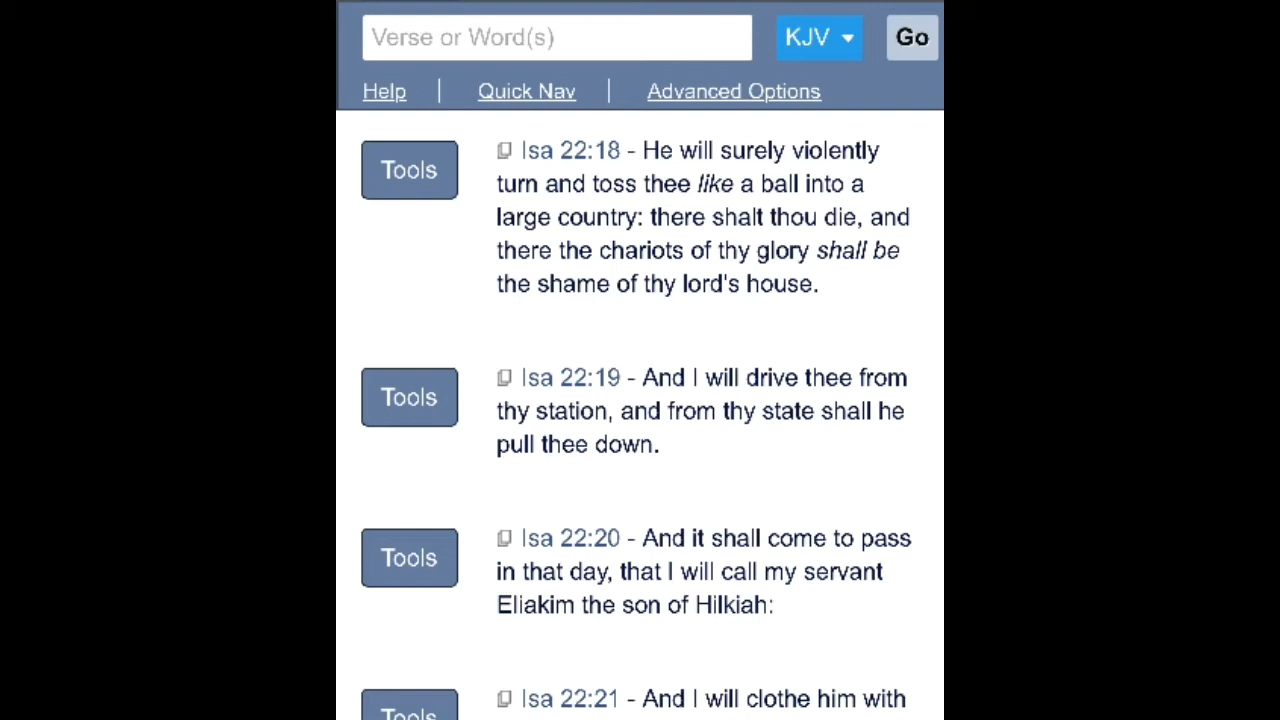 Verse or Word(s) KJV Go
Help | Quick Nav | Advanced Options
Tools
Isa 22:18 - He will surely violently
turn and toss thee like a ball into a
large country: there shalt thou die, and
there the chariots of thy glory shall be
the shame of thy lord's house.
Tools
Isa 22:19 - And I will drive thee from
thy station, and from thy state shall he
pull thee down.
Tools
Isa 22:20 - And it shall come to pass
in that day, that I will call my servant
Eliakim the son of Hilkiah:
Tools
Isa 22:21 - And I will clothe him with